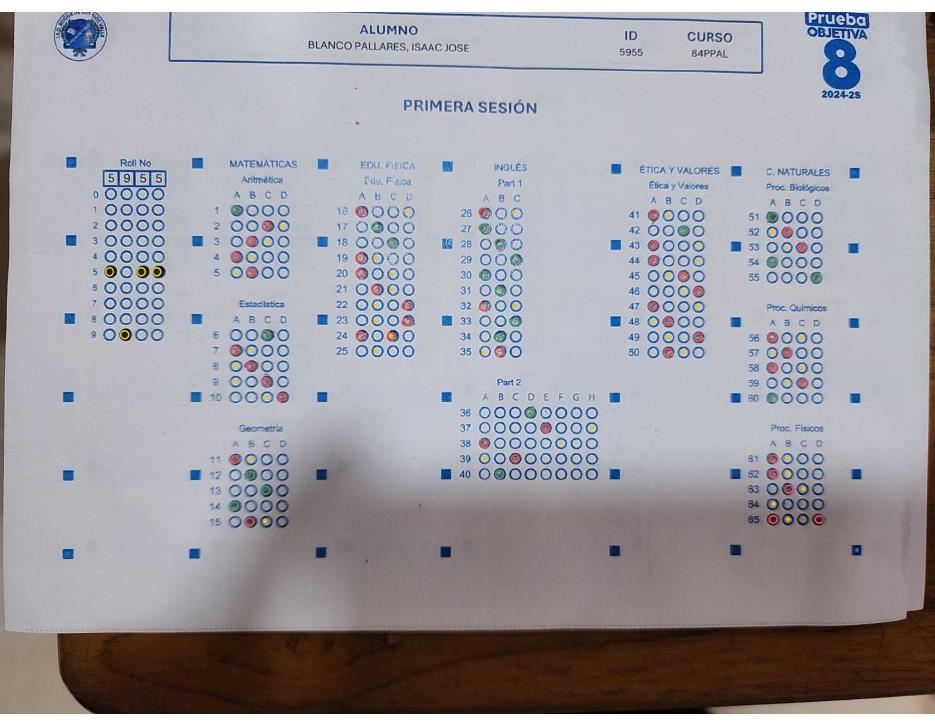 ALUMNO
BLANCO PALLARES, ISAAC JOSE
ID
5955
CURSO
84PPAL
Prueba
OBJETIVA
8
2024-2S
PRIMERA SESIÓN
Roll No
5 9 5 5
0
1
2
3
4
5
6
7
8
9
MATEMÁTICAS
Aritmética
A B C D
1
2
3
4
5
Estadística
6
7
8
9
10
Geometría
A B C D
11
12
13
14
15
EDU. FÍSICA
Edu. Física
A B C D
16
17
18
19
20
21
22
23
24
25
INGLÉS
Part 1
A B C
26
27
28
29
30
31
32
33
34
35
Part 2
A B C D E F G H
36
37
38
39
40
ÉTICA Y VALORES
Ética y Valores
A B C D
41
42
43
44
45
46
47
48
49
50
C. NATURALES
Proc. Biológicos
A B C D
51
52
53
54
55
Proc. Químicos
A B C D
56
57
58
59
60
Proc. Físicos
A B C D
61
62
63
64
65